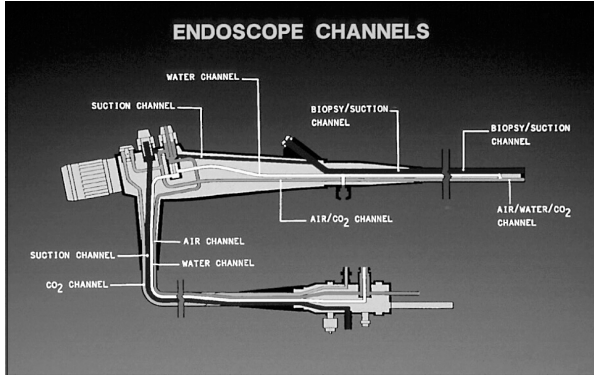 ENDOSCOPE CHANNELS
WATER CHANNEL
SUCTION CHANNEL
BIOPSY/SUCTION
CHANNEL
BIOPSY/SUCTION
CHANNEL
AIR/CO₂ CHANNEL
AIR/WATER/CO₂
CHANNEL
AIR CHANNEL
SUCTION CHANNEL
WATER CHANNEL
CO₂ CHANNEL